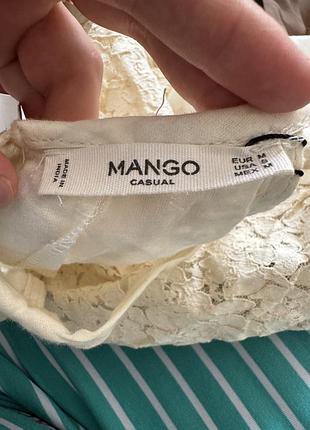 MADE IN
INDIA
MANGO
CASUAL
EUR M
USA S
MEX M